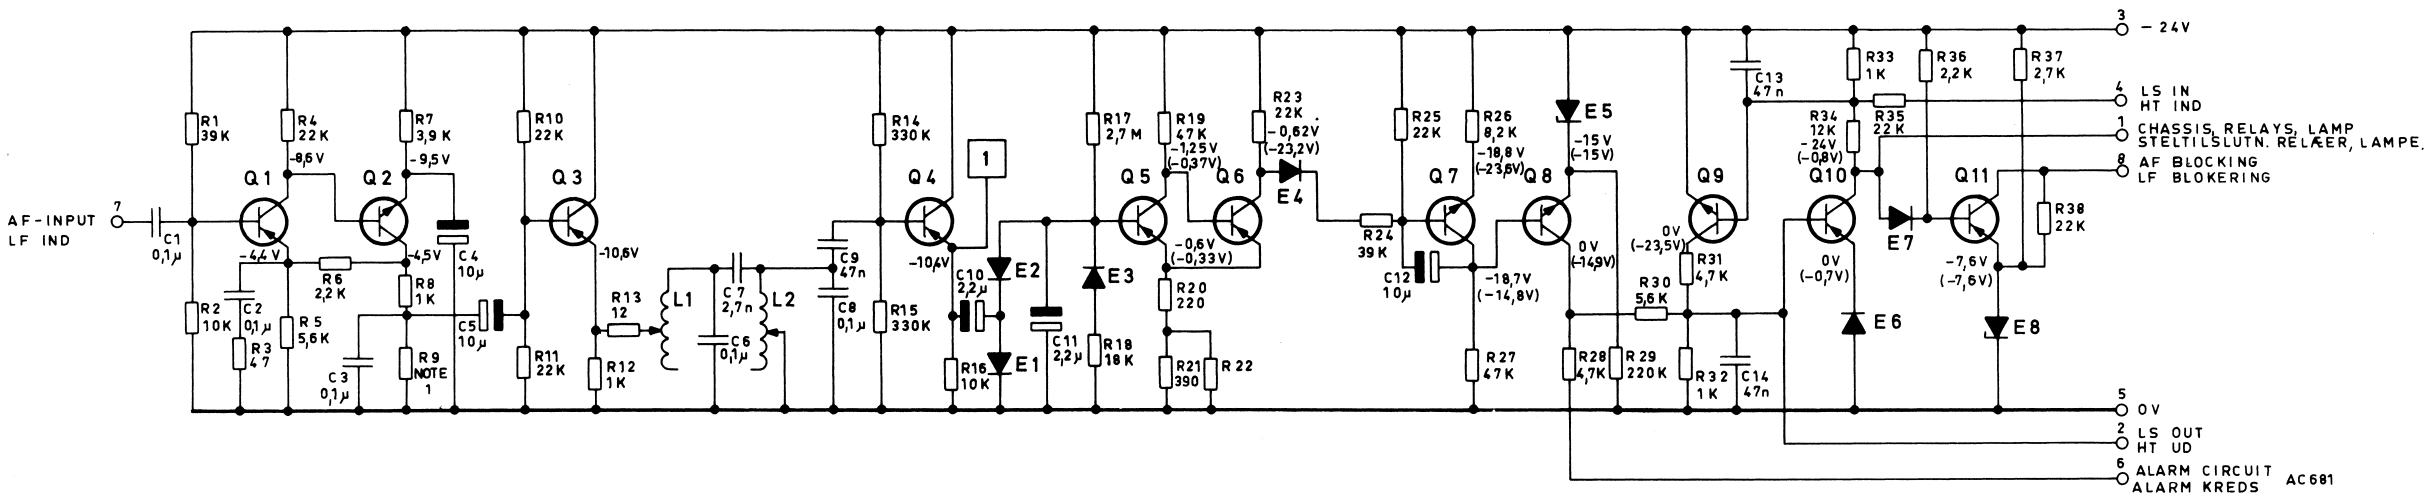 3
– 24V
4
LS IN
HT IND
1
CHASSIS, RELAYS, LAMP
STELTILSLUTN. RELÆER, LAMPE,
8
AF BLOCKING
LF BLOKERING
7
AF-INPUT
LF IND
C1
0,1µ
R1
39K
R2
10K
R4
22K
-8,6V
Q1
-4,4V
C2
0,1µ
R3
47
R5
5,6K
R6
2,2K
R7
3,9K
-9,5V
Q2
-4,5V
R8
1K
C4
10µ
C3
0,1µ
R9
NOTE
1
C5
10µ
R10
22K
R11
22K
Q3
-10,6V
R13
12
R12
1K
L1
C7
2,7n
L2
C6
0,1µ
C9
47n
C8
0,1µ
R14
330K
R15
330K
Q4
1
-10,4V
C10
2,2µ
R16
10K
E2
E1
C11
2,2µ
R17
2,7M
E3
R18
18K
R19
47K
-1,25V
(-0,37V)
Q5
Q6
-0,6V
(-0,33V)
R20
220
R21
390
R22
R23
22K
-0,62V
(-23,2V)
E4
R24
39K
R25
22K
R26
8,2K
-18,8V
(-23,6V)
Q7
C12
10µ
-18,7V
(-14,8V)
R27
47K
E5
-15V
(-15V)
Q8
0V
(-14,9V)
R28
4,7K
R29
220K
R30
5,6K
Q9
0V
(-23,5V)
R31
4,7K
R32
1K
C14
47n
C13
47n
R33
1K
R34
12K
-24V
(-0,8V)
R35
22K
Q10
0V
(-0,7V)
E6
E7
R36
2,2K
R37
2,7K
Q11
-7,6V
(-7,6V)
R38
22K
E8
5
0V
2
LS OUT
HT UD
6
ALARM CIRCUIT
ALARM KREDS
AC681